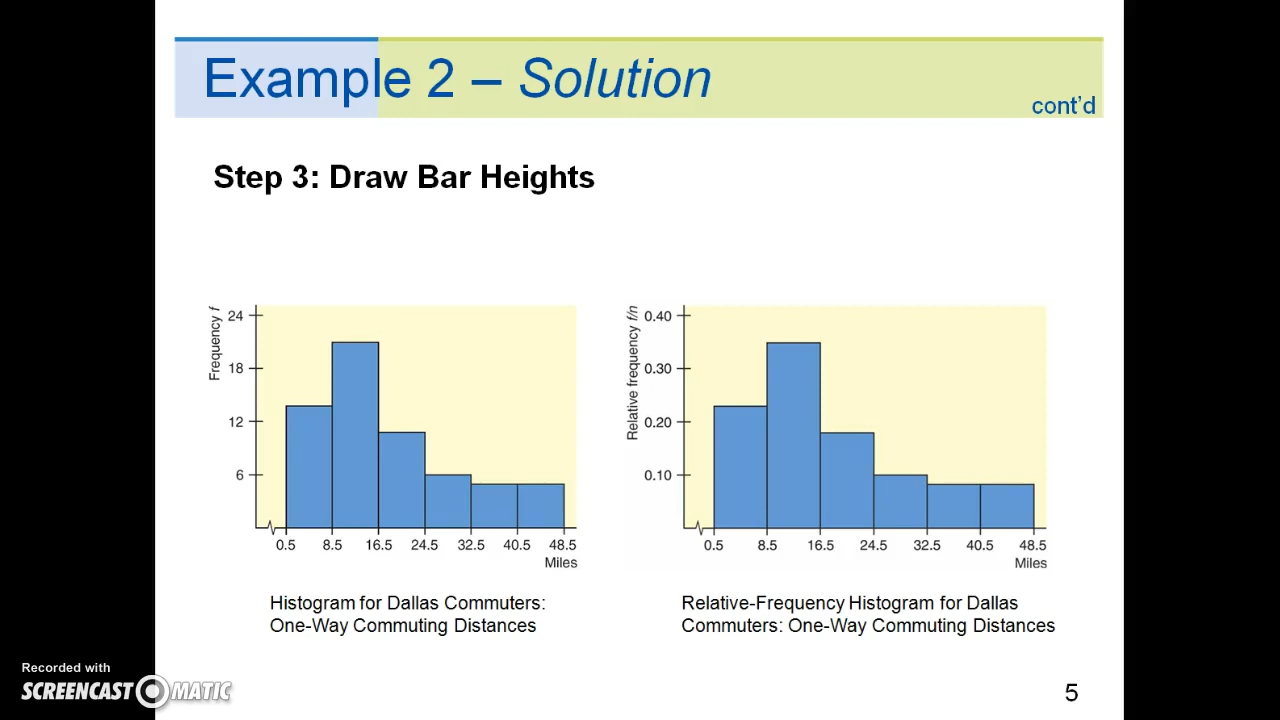 Example 2 – Solution
cont'd
Step 3: Draw Bar Heights
Frequency f
24
18
12
6
0.5 8.5 16.5 24.5 32.5 40.5 48.5
Miles
Relative frequency f/n
0.40
0.30
0.20
0.10
0.5 8.5 16.5 24.5 32.5 40.5 48.5
Miles
Histogram for Dallas Commuters:
One-Way Commuting Distances
Relative-Frequency Histogram for Dallas
Commuters: One-Way Commuting Distances
Recorded with
SCREENCAST O MATIC
5